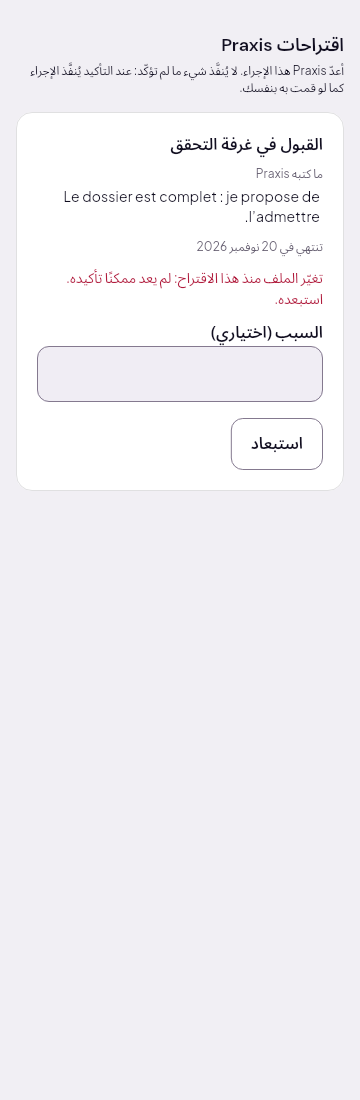 اقتراحات Praxis
أعدّ Praxis هذا الإجراء. لا يُنفَّذ شيء ما لم تؤكّد: عند التأكيد يُنفَّذ الإجراء
كما لو قمت به بنفسك.
القبول في غرفة التحقق
ما كتبه Praxis
Le dossier est complet : je propose de
l’admettre.
تنتهي في 20 نوفمبر 2026
تغيّر الملف منذ هذا الاقتراح: لم يعد ممكنًا تأكيده.
استبعده.
السبب (اختياري)
استبعاد